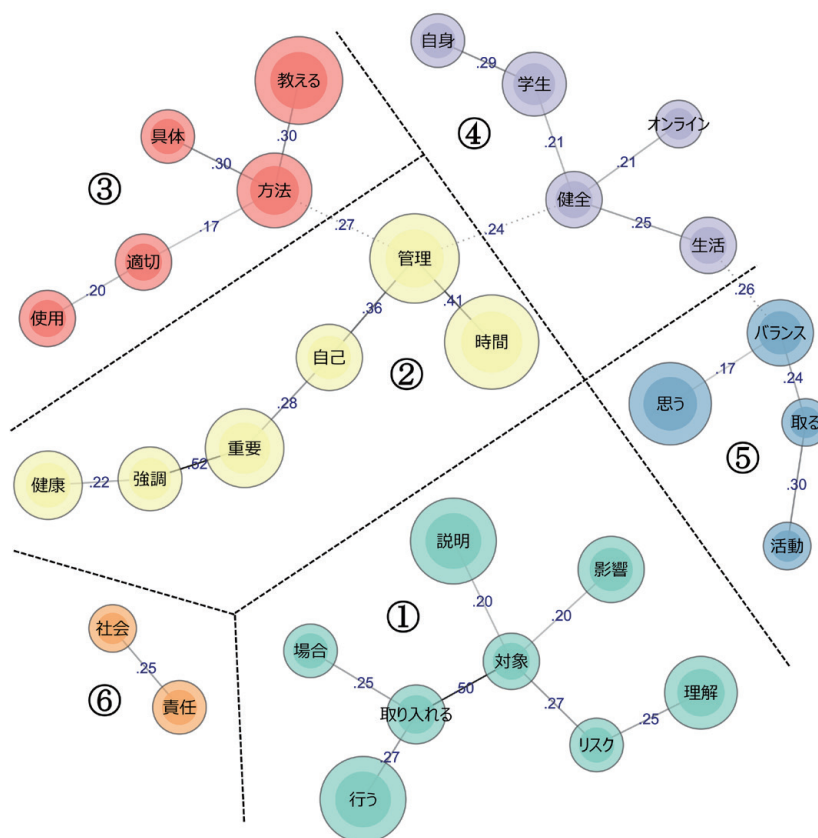 自身
.29
学生
教える
.21
オンライン
.21
④
具体
.30
.30
③
方法
健全
.17
.27
.24
.25
生活
適切
管理
.20
.26
使用
.36
.41
バランス
時間
自己
②
.17
.24
思う
取る
.28
重要
.52
⑤
健康
.22
強調
.30
説明
活動
影響
.20
.20
社会
①
場合
対象
.25
.25
.50
⑥
責任
取り入れる
.27
.25
理解
リスク
.27
行う